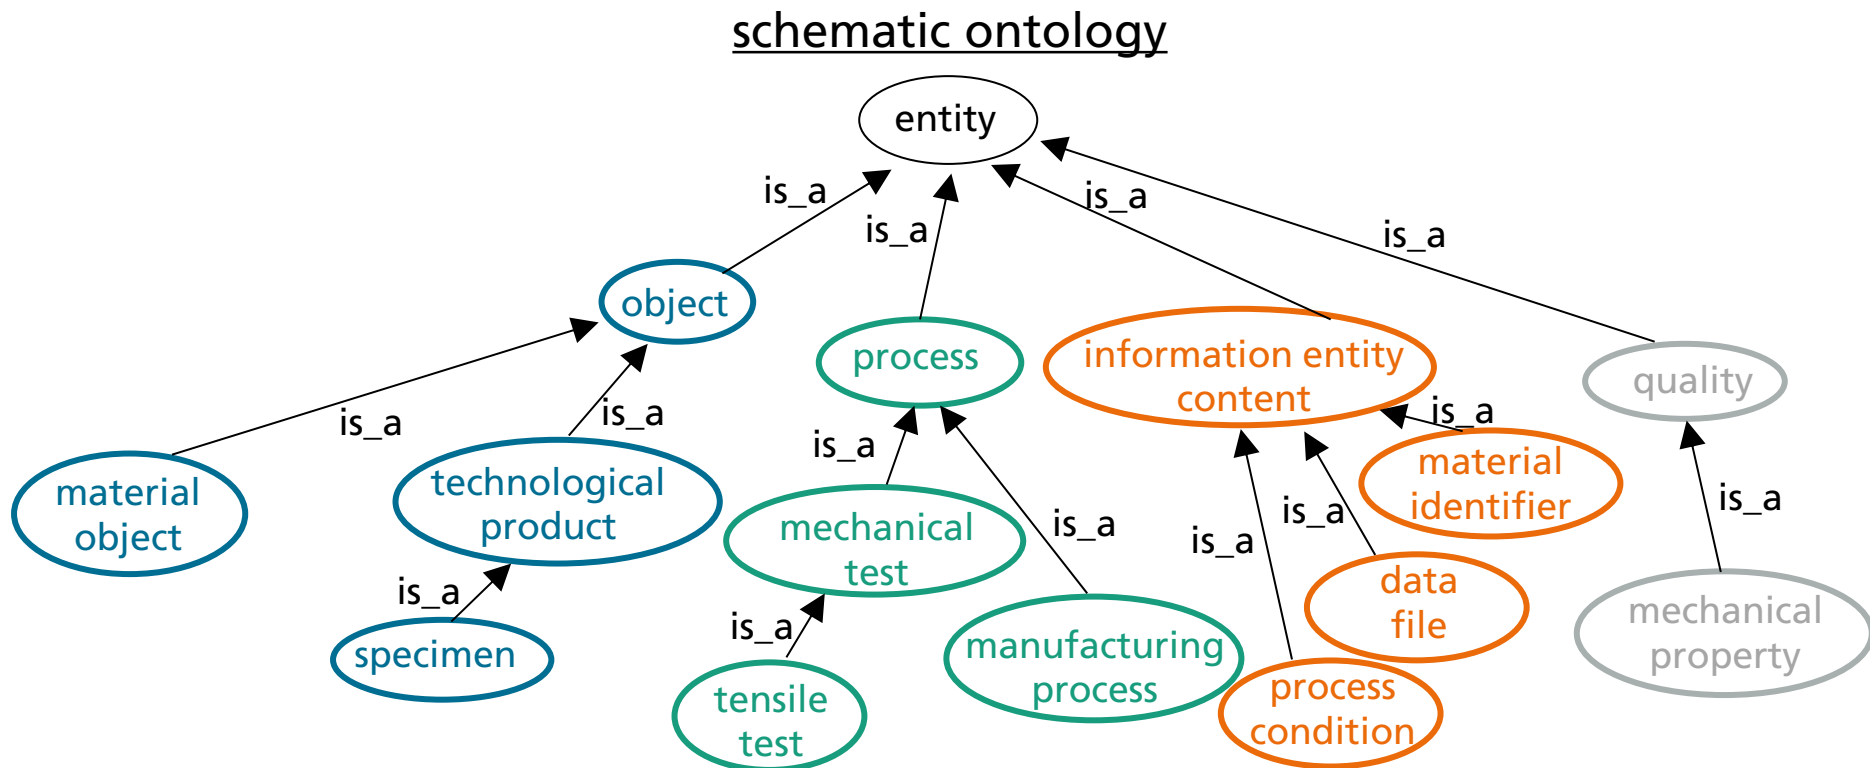 schematic ontology
entity
is_a
is_a
is_a
is_a
object
process
information entity
content
quality
is_a
is_a
is_a
is_a
material
object
technological
product
mechanical
test
material
identifier
is_a
is_a
is_a
is_a
data
file
mechanical
property
is_a
is_a
specimen
manufacturing
process
tensile
test
process
condition